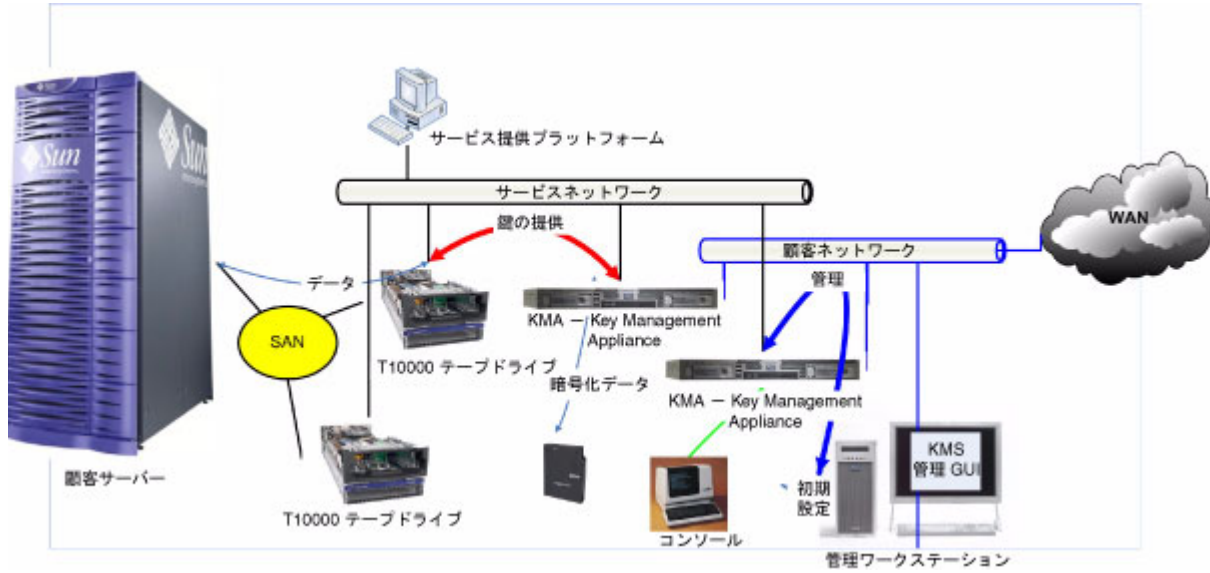 サービス提供プラットフォーム
Sun
Sun
サービスネットワーク
鍵の提供
WAN
顧客ネットワーク
データ
管理
SAN
KMA － Key Management
Appliance
T10000 テープドライブ
暗号化データ
KMA － Key Management
Appliance
KMS
管理 GUI
顧客サーバー
初期
設定
T10000 テープドライブ
コンソール
管理ワークステーション